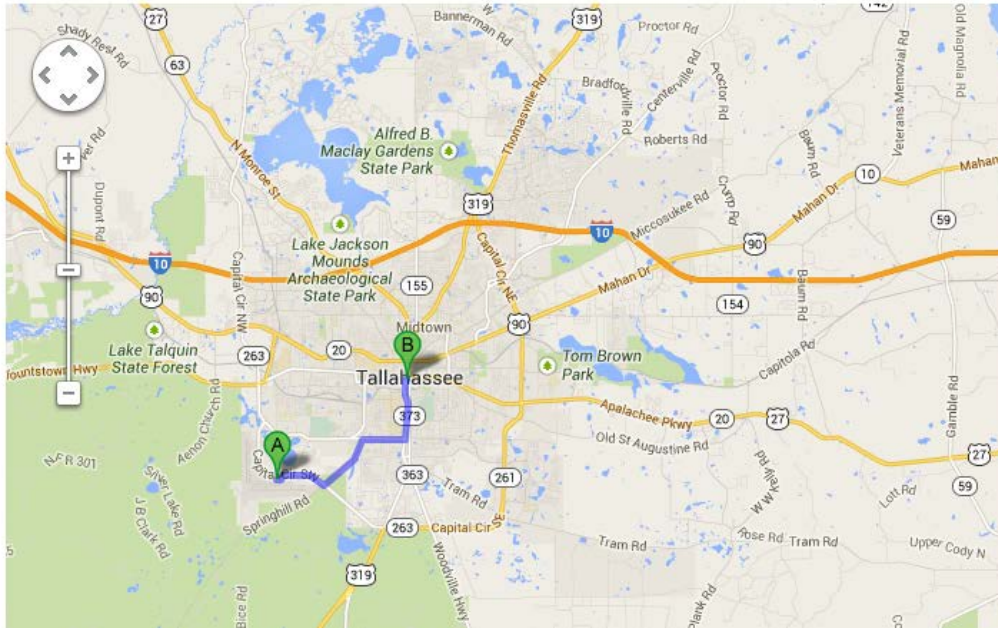 27
Shady Rest Rd
63
Bannerman Rd
319
Proctor Rd
142
Old Magnolia Rd
Veterans Memorial Rd
Bradfordville Rd
Centerville Rd
Proctor Rd
Thomasville Rd
Alfred B.
Maclay Gardens
State Park
Roberts Rd
Baum Rd
N Monroe St
Dupont Rd
319
Crump Rd
Mahan Dr
10
Mahan
Miccosukee Rd
59
10
90
Lake Jackson
Mounds
Archaeological
State Park
Capital Cir NE
10
Capital Cir NW
90
Mahan Dr
155
154
Baum Rd
Midtown
90
Lake Talquin
State Forest
263
20
B
Tom Brown
Park
Capitola Rd
Tallahassee
Aenon Church Rd
373
Apalachee Pkwy
20
27
Gamble Rd
Old St Augustine Rd
A
N.F.R 301
Silver Lake Rd
J B Clark Rd
Capital Cir SW
363
Tram Rd
261
W W Kelly Rd
27
59
Lott Rd
Springhill Rd
263
Capital Cir SE
Tram Rd
Rose Rd
Tram Rd
Upper Cody N
319
Woodville Hwy